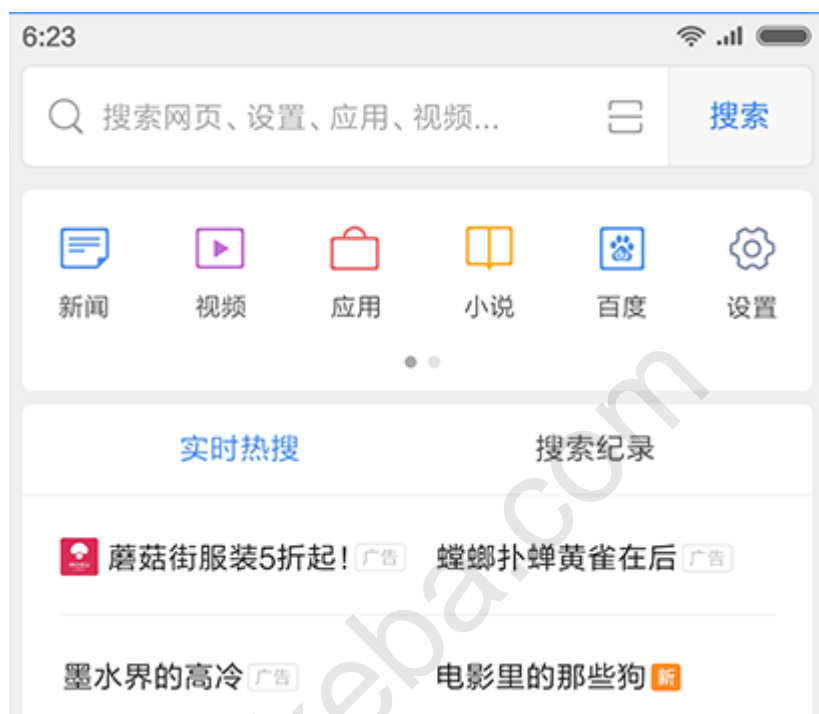 6:23
搜索网页、设置、应用、视频... 搜索
新闻 视频 应用 小说 百度 设置
实时热搜 搜索纪录
蘑菇街服装5折起! 广告 螳螂扑蝉黄雀在后 广告
墨水界的高冷 广告 电影里的那些狗 新
xeba.com